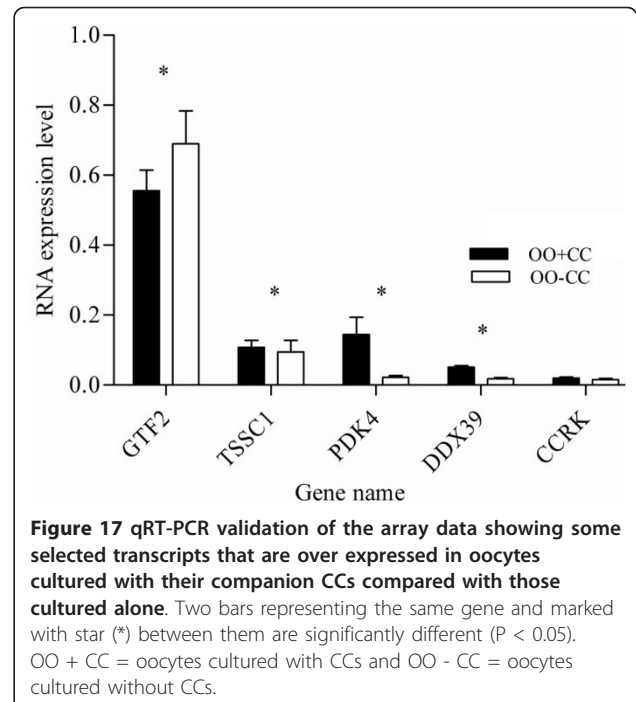 1.0
0.8
0.6
0.4
0.2
0.0
RNA expression level
*
*
*
*
OO+CC
OO-CC
GTF2
TSSC1
PDK4
DDX39
CCRK
Gene name
Figure 17 qRT-PCR validation of the array data showing some
selected transcripts that are over expressed in oocytes
cultured with their companion CCs compared with those
cultured alone. Two bars representing the same gene and marked
with star (*) between them are significantly different (P < 0.05).
OO + CC = oocytes cultured with CCs and OO - CC = oocytes
cultured without CCs.